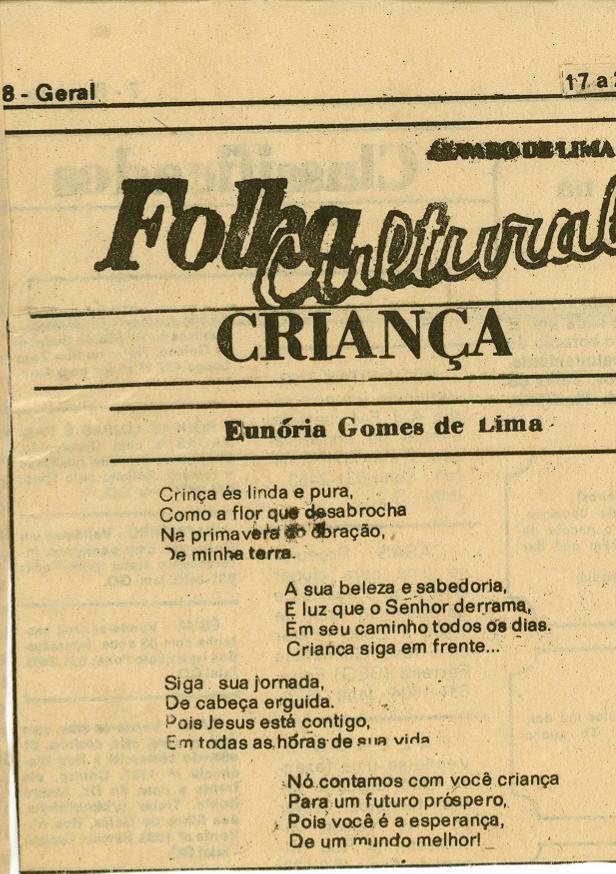 8 - Geral
17 a
DE LIMA
Folha Cultural
CRIANÇA
Eunória Gomes de Lima
Crinça és linda e pura,
Como a flor que desabrocha
Na primavera do obração,
De minha terra.
A sua beleza e sabedoria,
E luz que o Senhor derrama,
Em seu caminho todos os dias.
Criança siga em frente...
Siga sua jornada,
De cabeça erguida.
Pois Jesus está contigo,
Em todas as horas de sua vida
Nó contamos com você criança
Para um futuro próspero,
Pois você é a esperança,
De um mundo melhor!